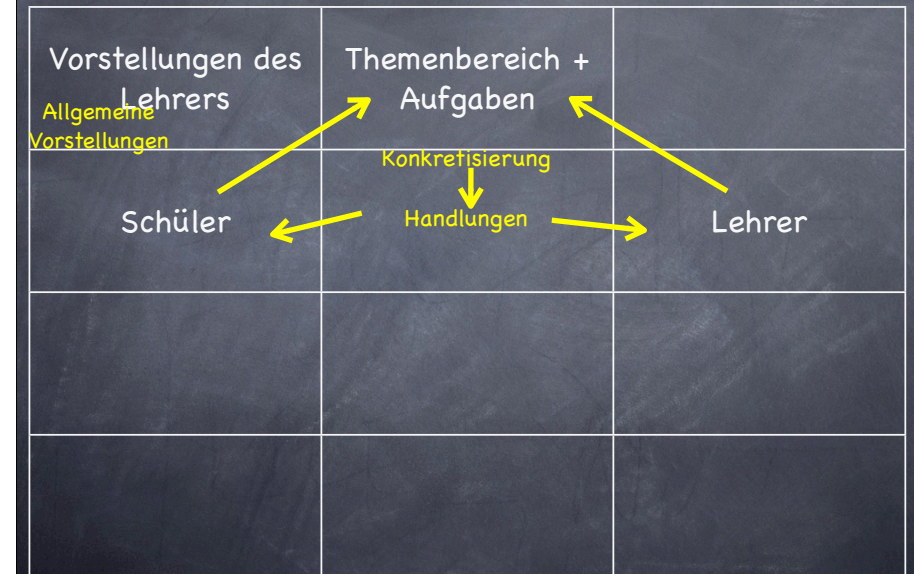 Vorstellungen des
Lehrers
Allgemeine
Vorstellungen
Themenbereich +
Aufgaben
Konkretisierung
Schüler
Handlungen
Lehrer